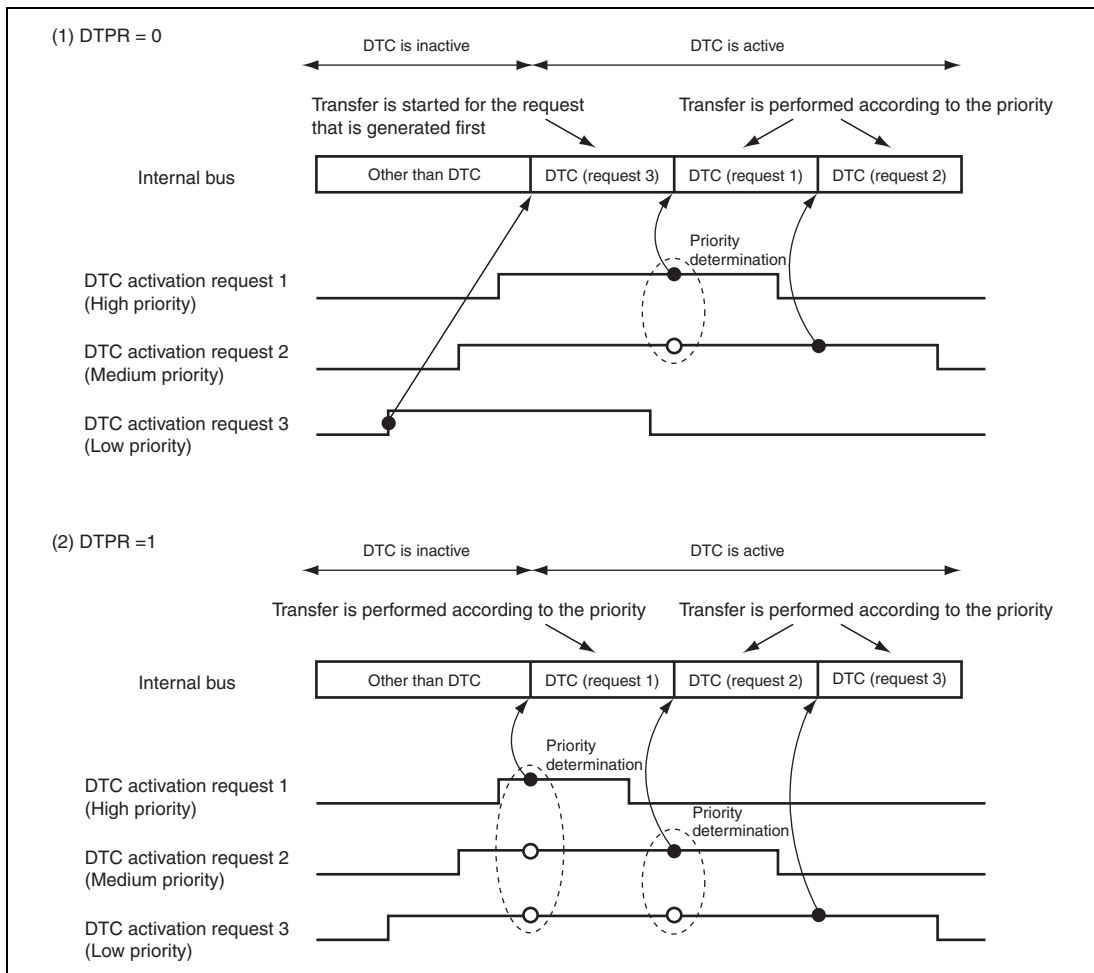 (1) DTPR = 0
DTC is inactive
DTC is active
Transfer is started for the request
that is generated first
Transfer is performed according to the priority
Internal bus
Other than DTC
DTC (request 3)
DTC (request 1)
DTC (request 2)
Priority
determination
DTC activation request 1
(High priority)
DTC activation request 2
(Medium priority)
DTC activation request 3
(Low priority)
(2) DTPR =1
DTC is inactive
DTC is active
Transfer is performed according to the priority
Transfer is performed according to the priority
Internal bus
Other than DTC
DTC (request 1)
DTC (request 2)
DTC (request 3)
Priority
determination
DTC activation request 1
(High priority)
Priority
determination
DTC activation request 2
(Medium priority)
DTC activation request 3
(Low priority)